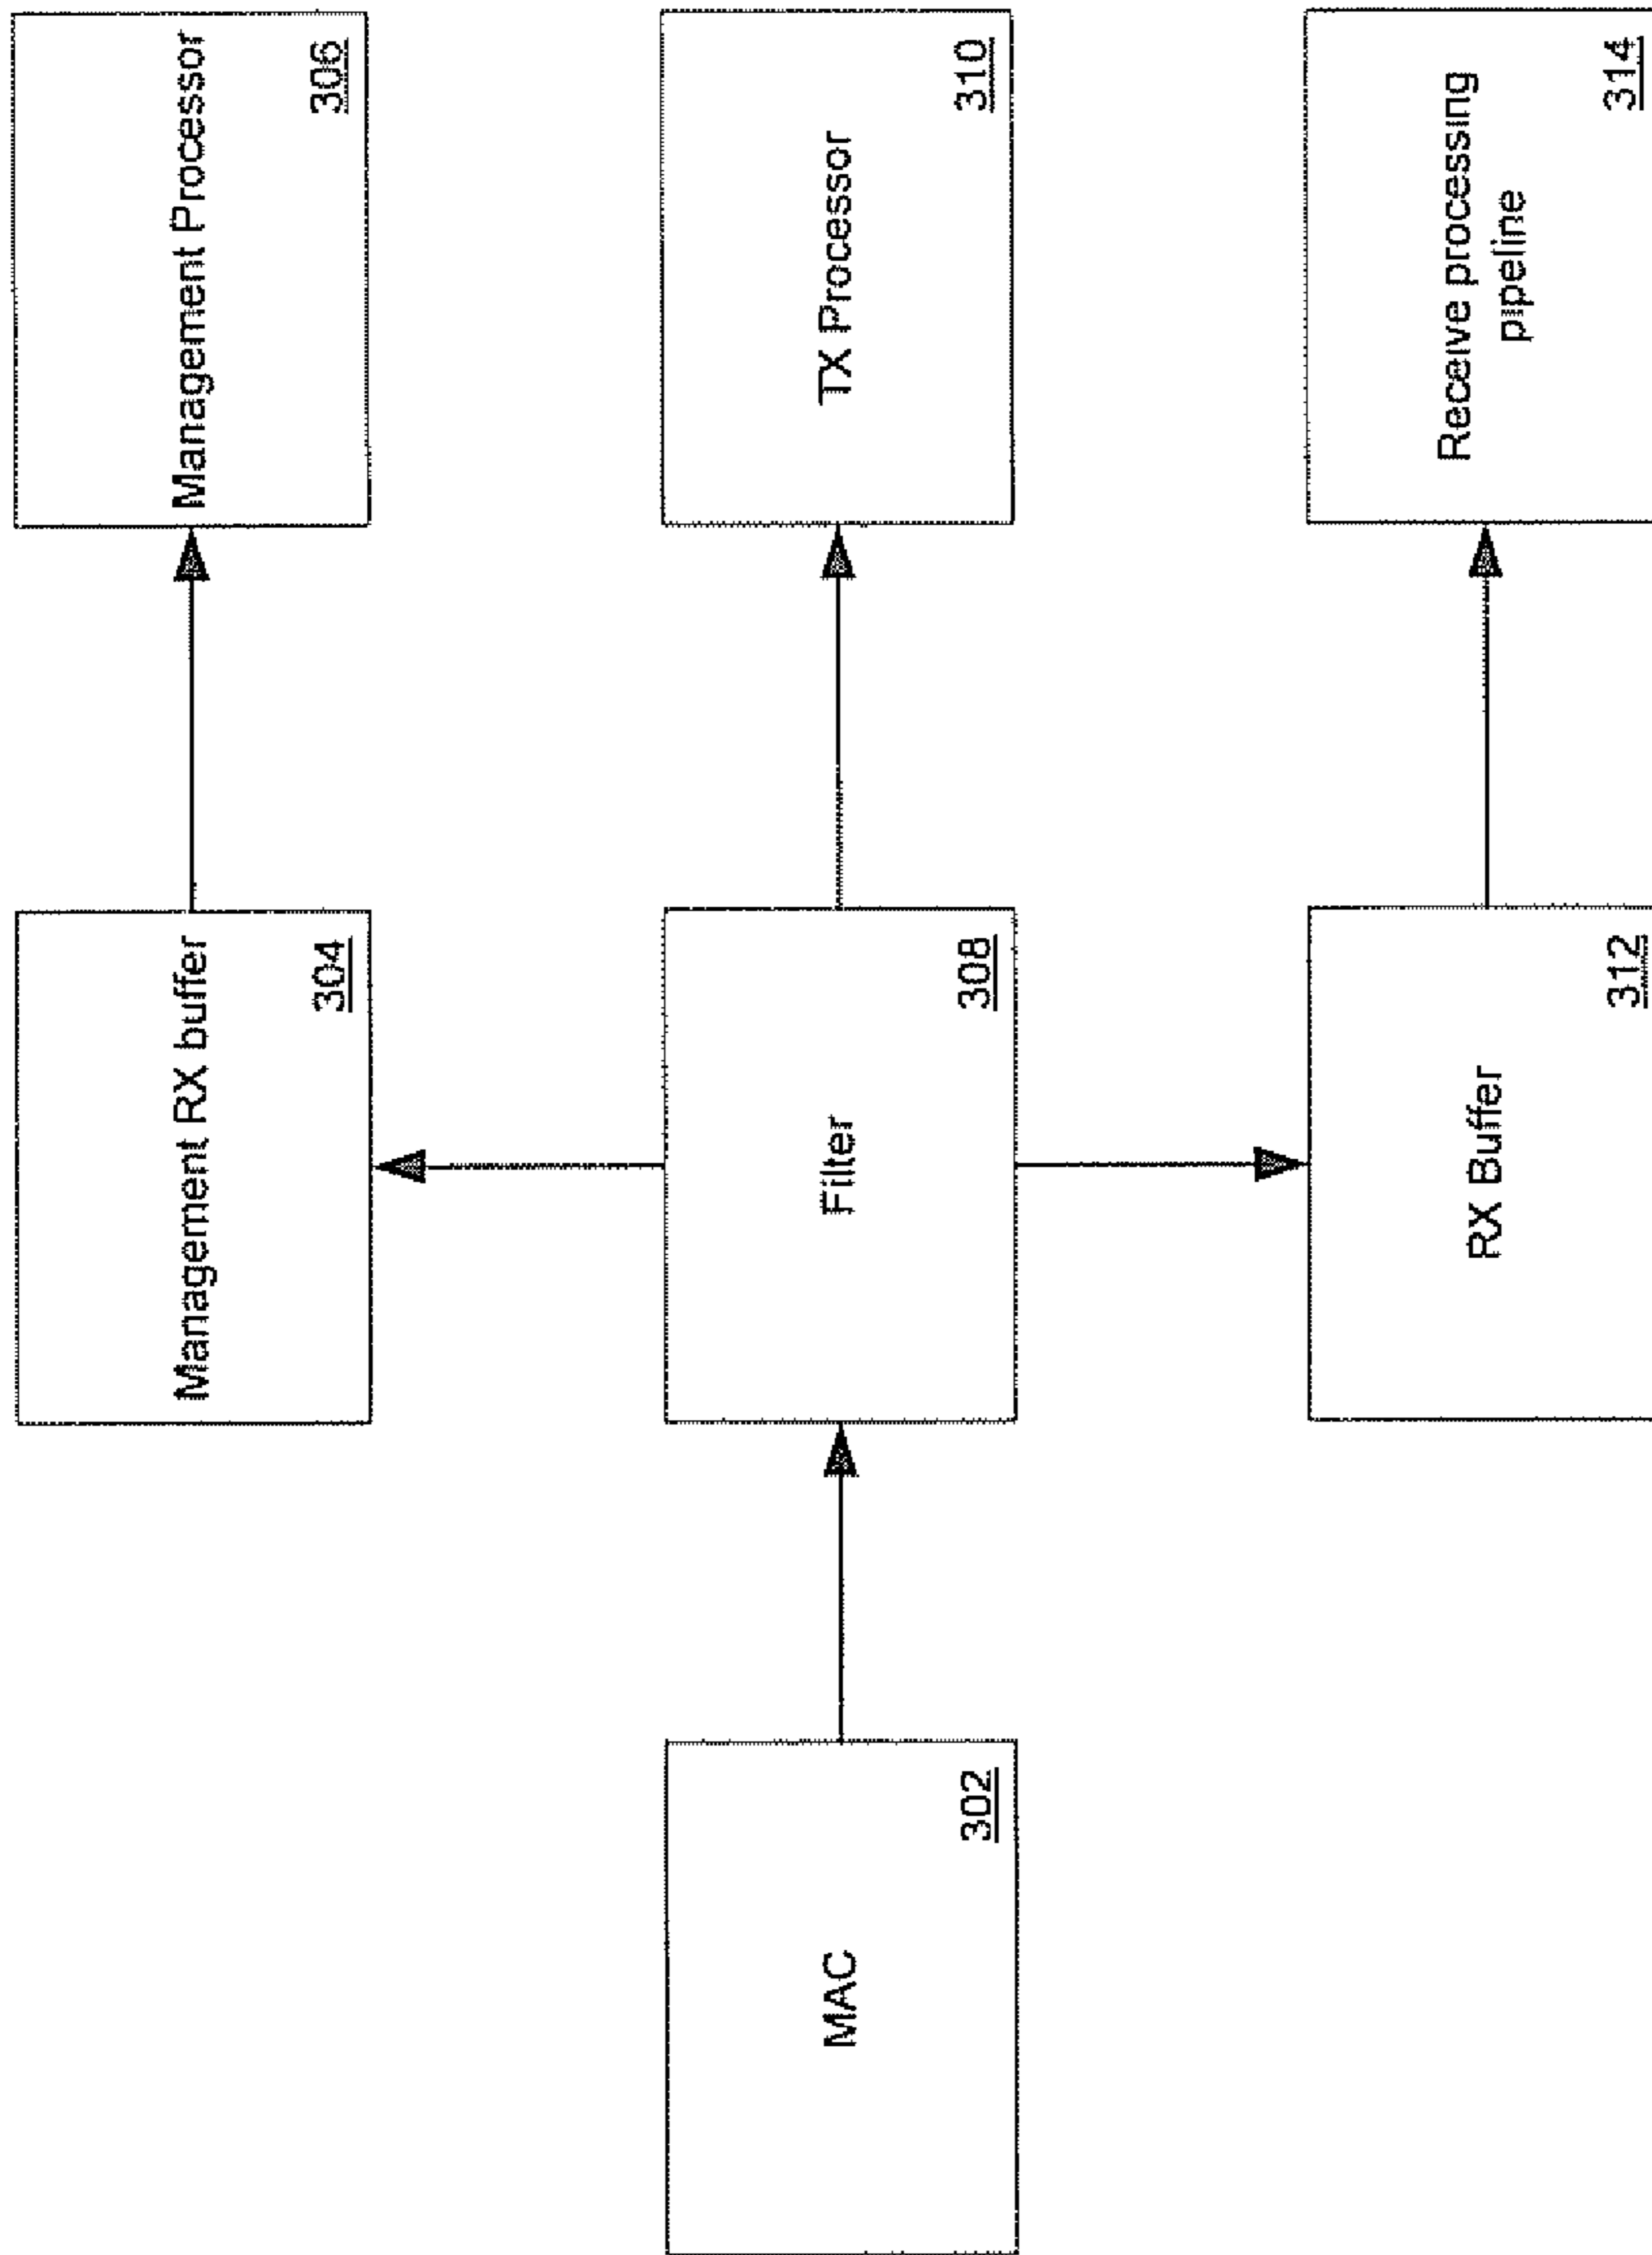 Management RX buffer
304
Management Processor
306
MAC
302
Filter
308
TX Processor
310
RX Buffer
312
Receive processing
pipeline
314